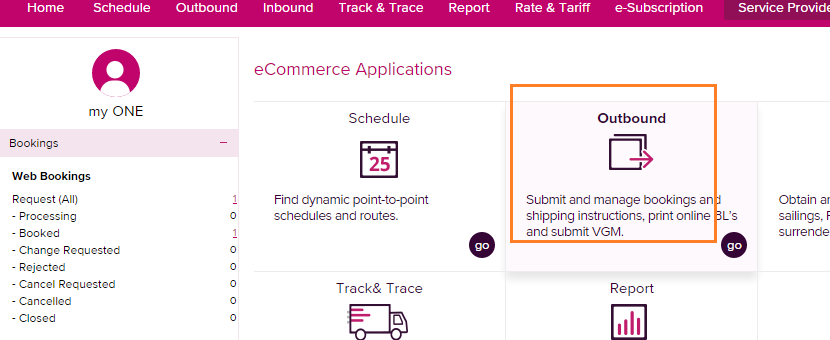 Home Schedule Outbound Inbound Track & Trace Report Rate & Tariff e-Subscription Service Provide
my ONE
Bookings
Web Bookings
Request (All) 1
- Processing 0
- Booked 1
- Change Requested 0
- Rejected 0
- Cancel Requested 0
- Cancelled 0
- Closed 0
eCommerce Applications
Schedule
25
Find dynamic point-to-point
schedules and routes.
go
Outbound
Submit and manage bookings and
shipping instructions, print online BL's
and submit VGM.
go
Obtain
sailings,
surrende
Track& Trace
Report